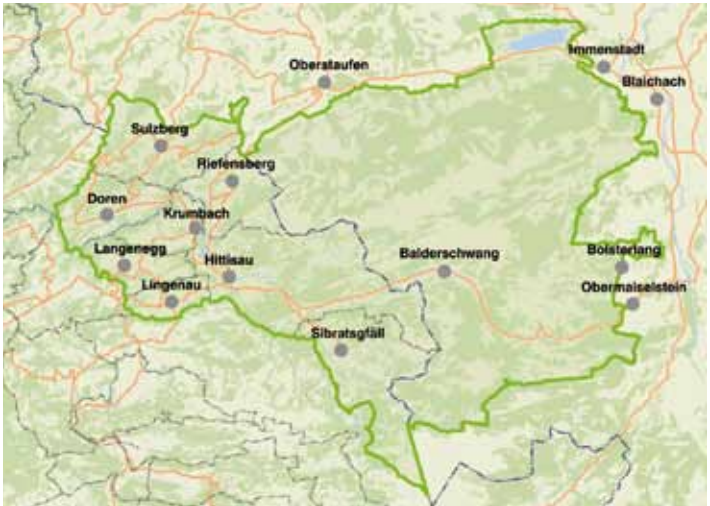 Immenstadt
Oberstaufen
Blaichach
Sulzberg
Riefensberg
Doren
Krumbach
Langenegg
Hittisau
Balderschwang
Bolsterlang
Lingenau
Obermaiselstein
Sibratsgfäll